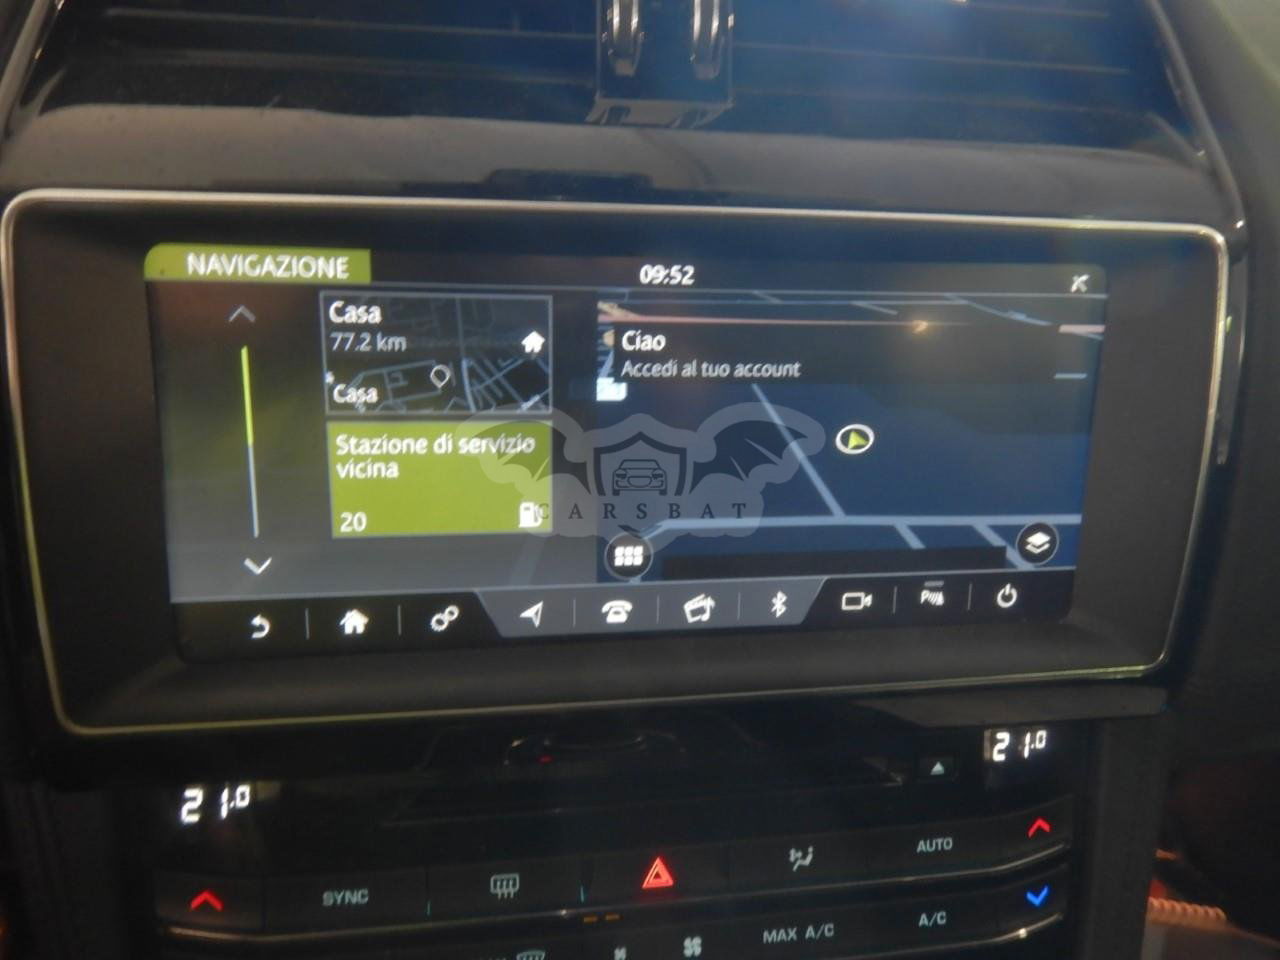 NAVIGAZIONE
09:52
Casa
77.2 km
Casa
Ciao
Accedi al tuo account
Stazione di servizio
vicina
20
CARSBAT
21.0
21.0
SYNC
AUTO
MAX A/C
A/C